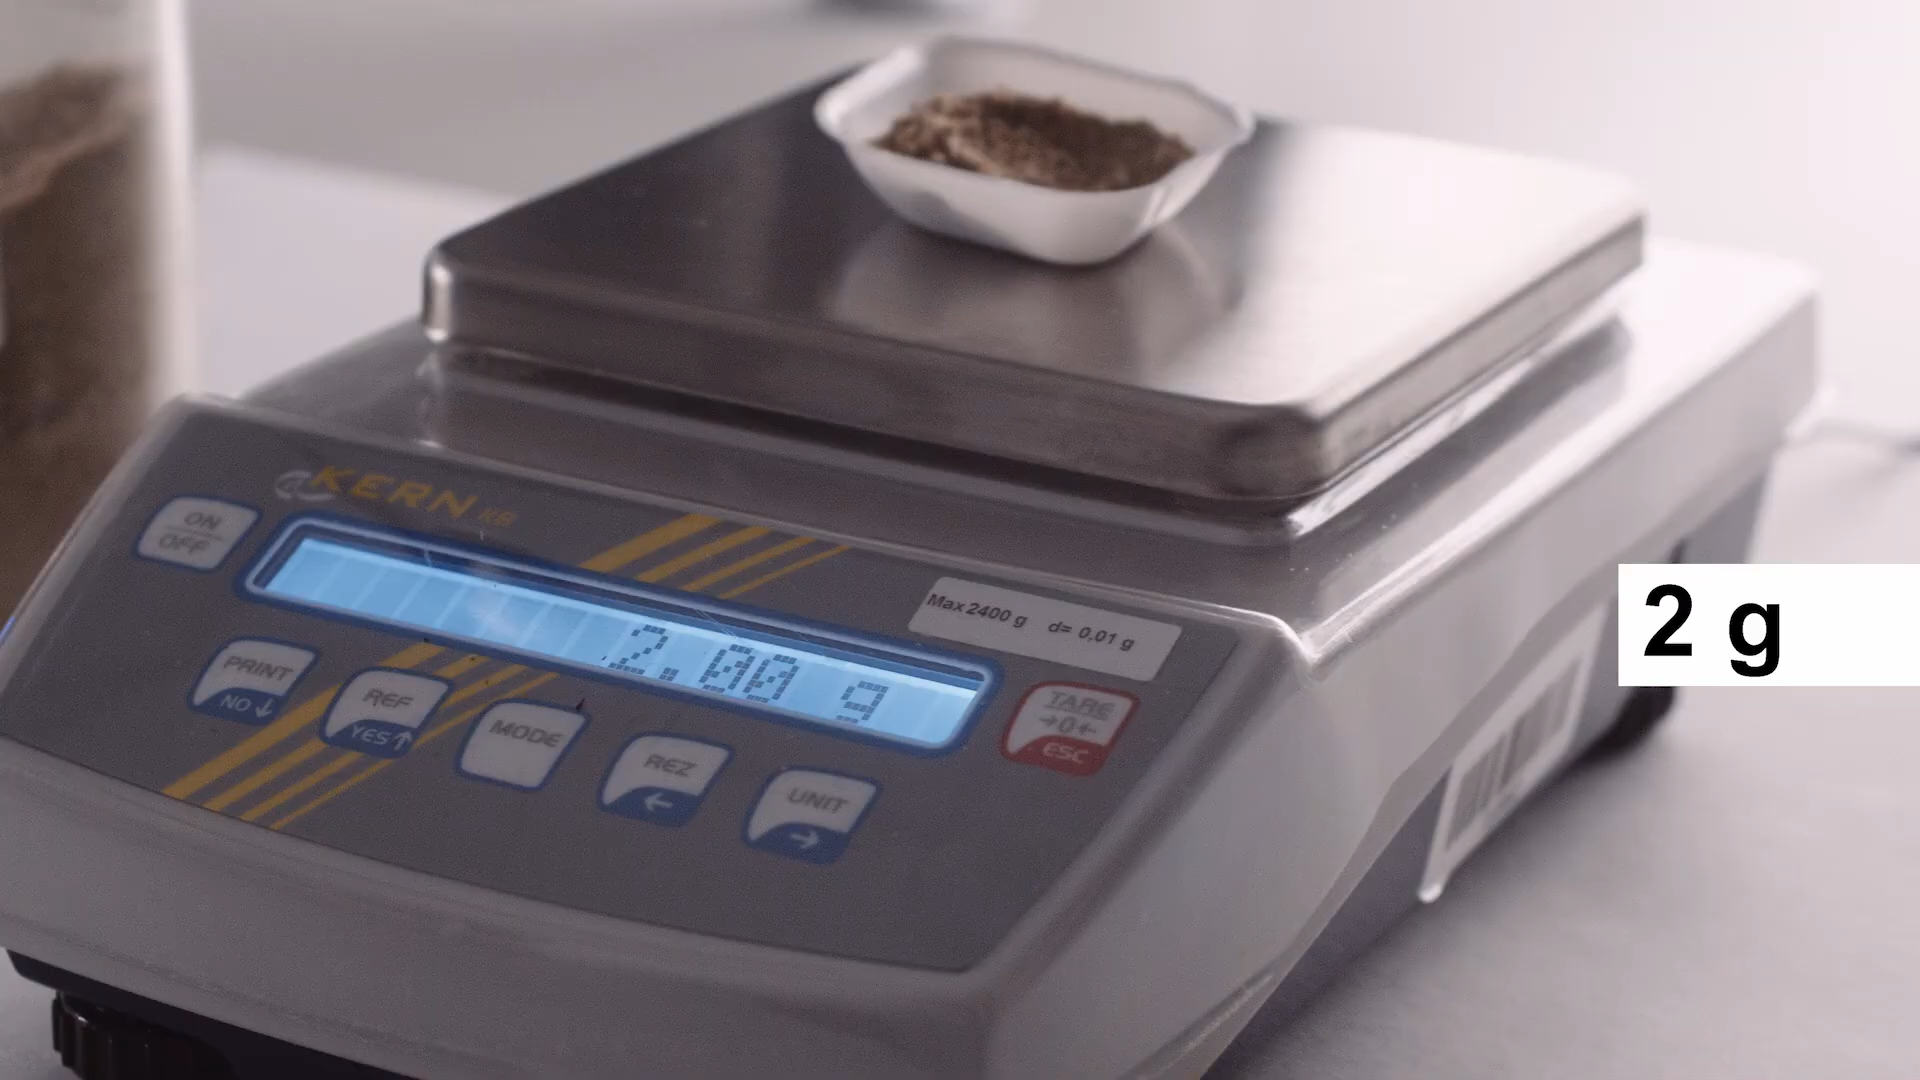 KERN KB
ON
OFF
Max 2400 g d= 0,01 g
2.00 g
2 g
PRINT
NO ↓
REF
YES ↑
MODE
REZ
←
UNIT
→
TARE
→0←
ESC